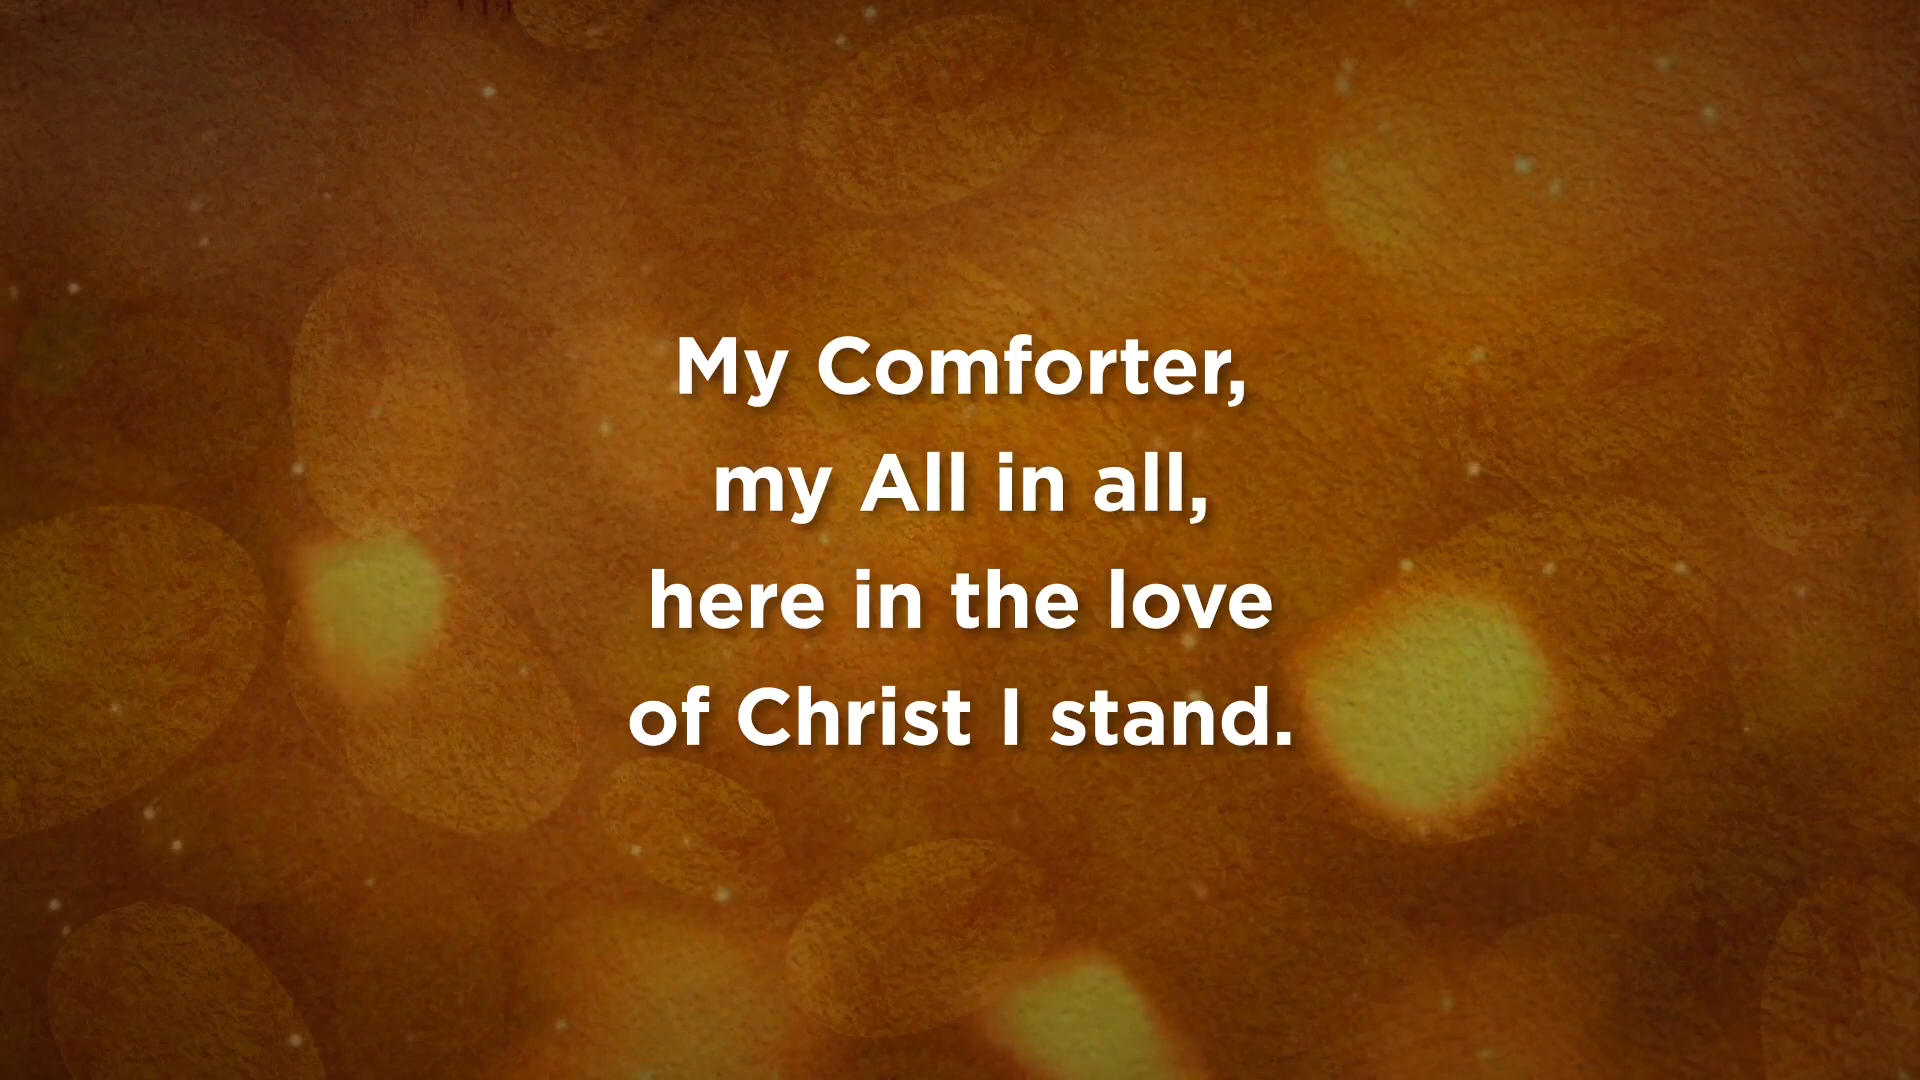 My Comforter,
my All in all,
here in the love
of Christ I stand.